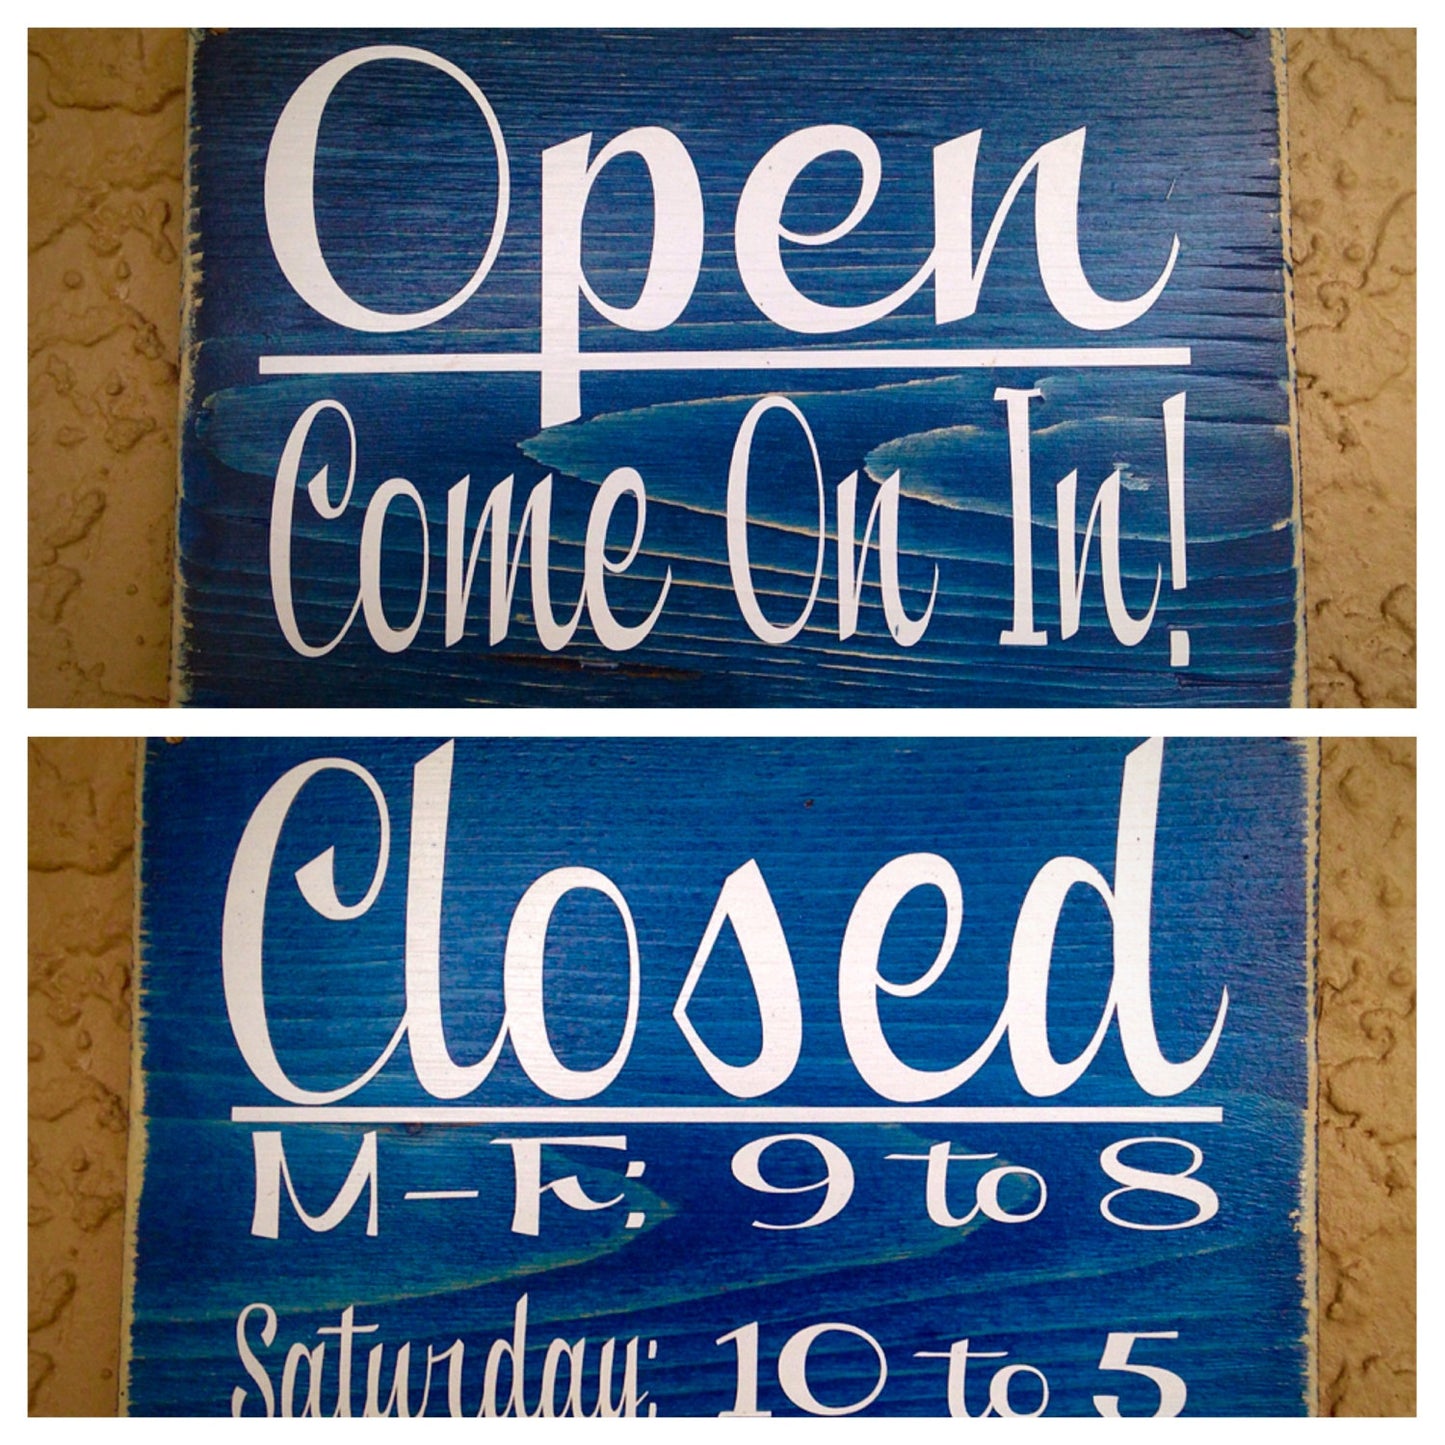 Open
Come On In!
Closed
M-F: 9 to 8
Saturday: 10 to 5